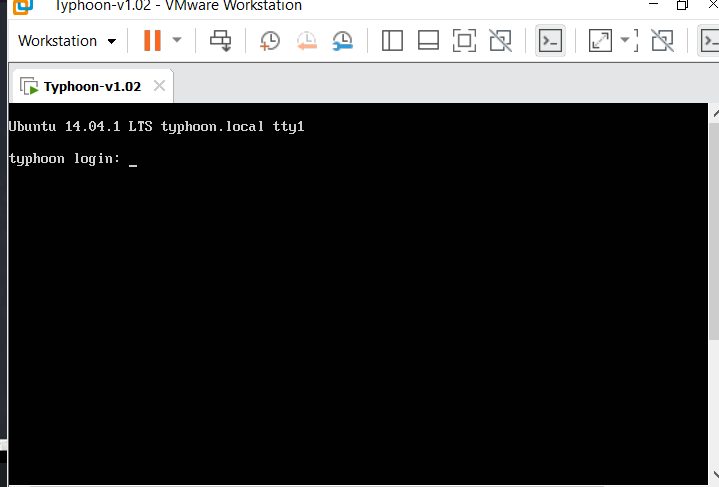 Typhoon-v1.02 - VMware Workstation
Workstation
Typhoon-v1.02
Ubuntu 14.04.1 LTS typhoon.local tty1
typhoon login: _